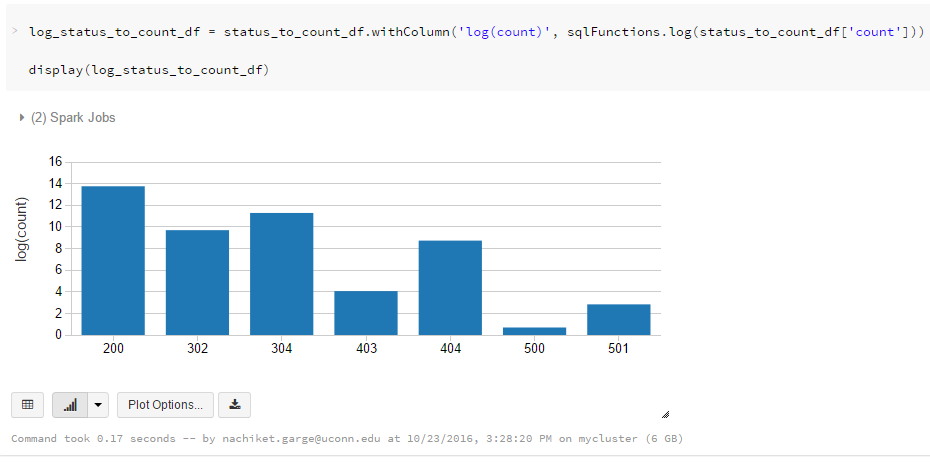 > log_status_to_count_df = status_to_count_df.withColumn('log(count)', sqlFunctions.log(status_to_count_df['count']))
display(log_status_to_count_df)
(2) Spark Jobs
16
14
12
10
8
6
4
2
0
log(count)
200 302 304 403 404 500 501
Plot Options...
Command took 0.17 seconds -- by nachiket.garge@uconn.edu at 10/23/2016, 3:28:20 PM on mycluster (6 GB)